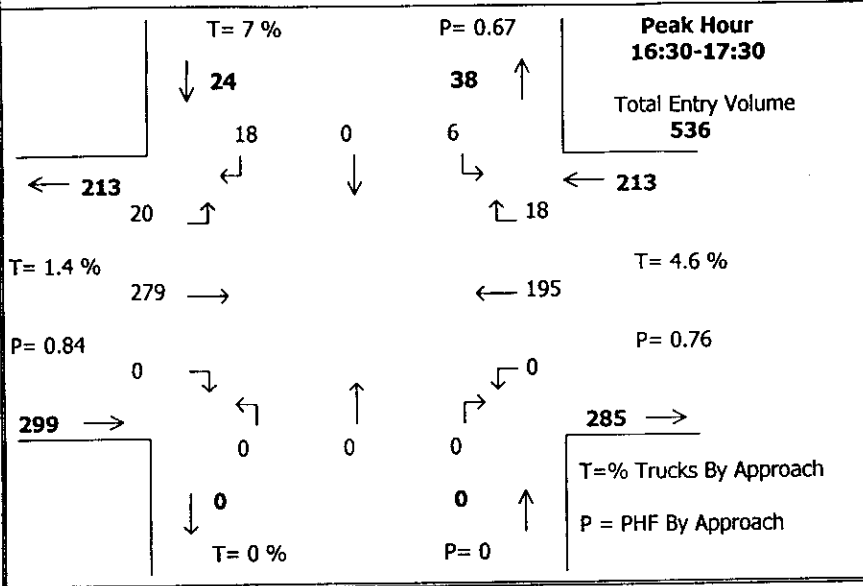 T= 7 % P= 0.67 Peak Hour
16:30-17:30
24 38
Total Entry Volume
536
18 0 6
213 213
20 18
T= 1.4 % T= 4.6 %
279 195
P= 0.84 P= 0.76
0 0
299 285
0 0 0
T=% Trucks By Approach
0 0
P = PHF By Approach
T= 0 % P= 0